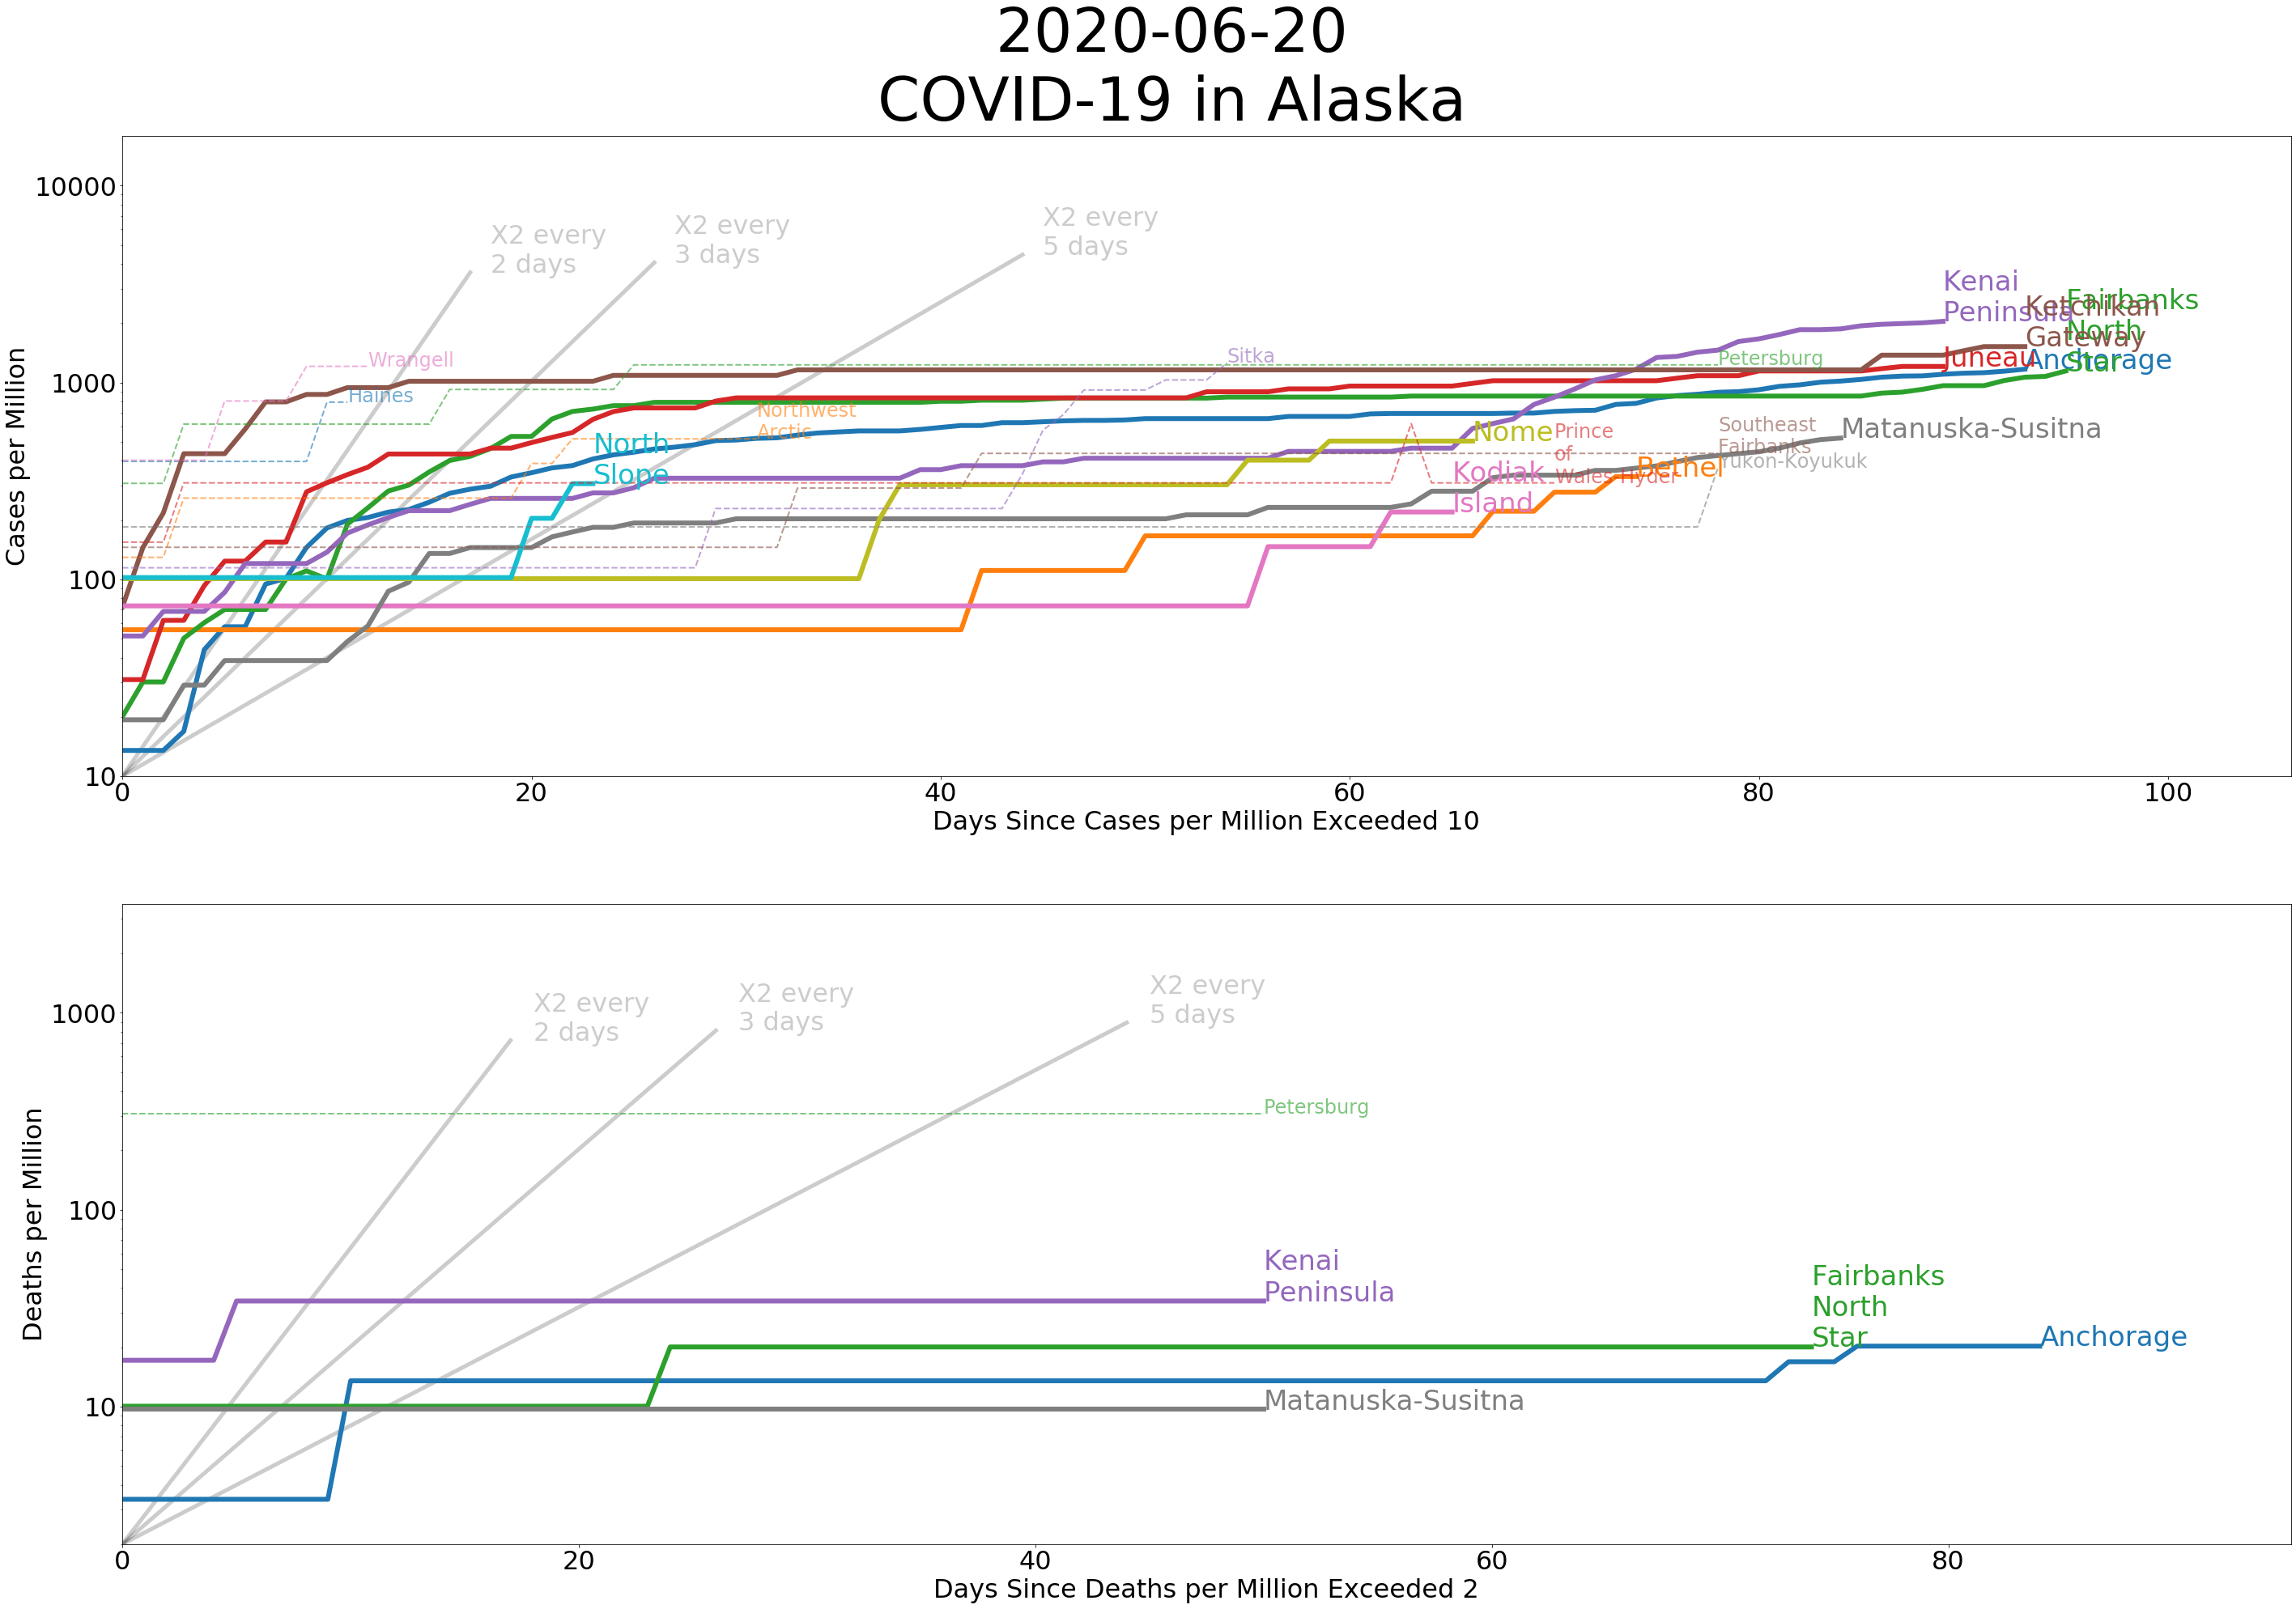 2020-06-20
COVID-19 in Alaska
10000
1000
100
10
Cases per Million
X2 every
2 days
X2 every
3 days
X2 every
5 days
Wrangell
Haines
North
Slope
Northwest
Arctic
Sitka
Nome
Prince
of
Wales-Hyder
Kodiak
Island
Bethel
Southeast
Fairbanks
Yukon-Koyukuk
Petersburg
Matanuska-Susitna
Kenai
Peninsula
Juneau
Ketchikan
Gateway
Anchorage
Fairbanks
North
Star
0
20
40
60
80
100
Days Since Cases per Million Exceeded 10
1000
100
10
Deaths per Million
X2 every
2 days
X2 every
3 days
X2 every
5 days
Petersburg
Kenai
Peninsula
Fairbanks
North
Star
Anchorage
Matanuska-Susitna
0
20
40
60
80
Days Since Deaths per Million Exceeded 2